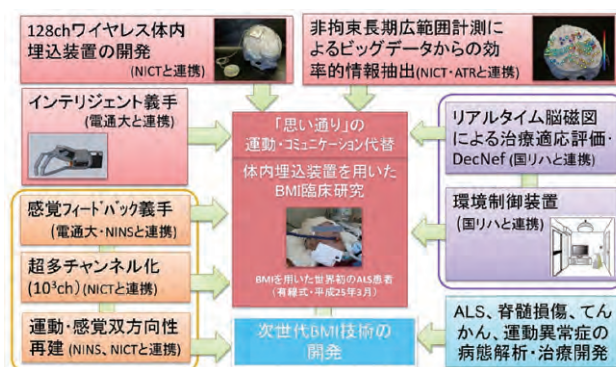 128chワイヤレス体内
埋込装置の開発
(NICTと連携)
非拘束長期広範囲計測に
よるビッグデータからの効
率的情報抽出(NICT・ATRと連携)
インテリジェント義手
(電通大と連携)
「思い通り」の
運動・コミュニケーション代替
体内埋込装置を用いた
BMI臨床研究
BMIを用いた世界初のALS患者
(有線式・平成25年3月)
リアルタイム脳磁図
による治療適応評価・
DecNef (国リハと連携)
環境制御装置
(国リハと連携)
感覚フィードバック義手
(電通大・NINSと連携)
超多チャンネル化
(10³ch) (NICTと連携)
運動・感覚双方向性
再建 (NINS、NICTと連携)
次世代BMI技術の
開発
ALS、脊髄損傷、てん
かん、運動異常症の
病態解析・治療開発